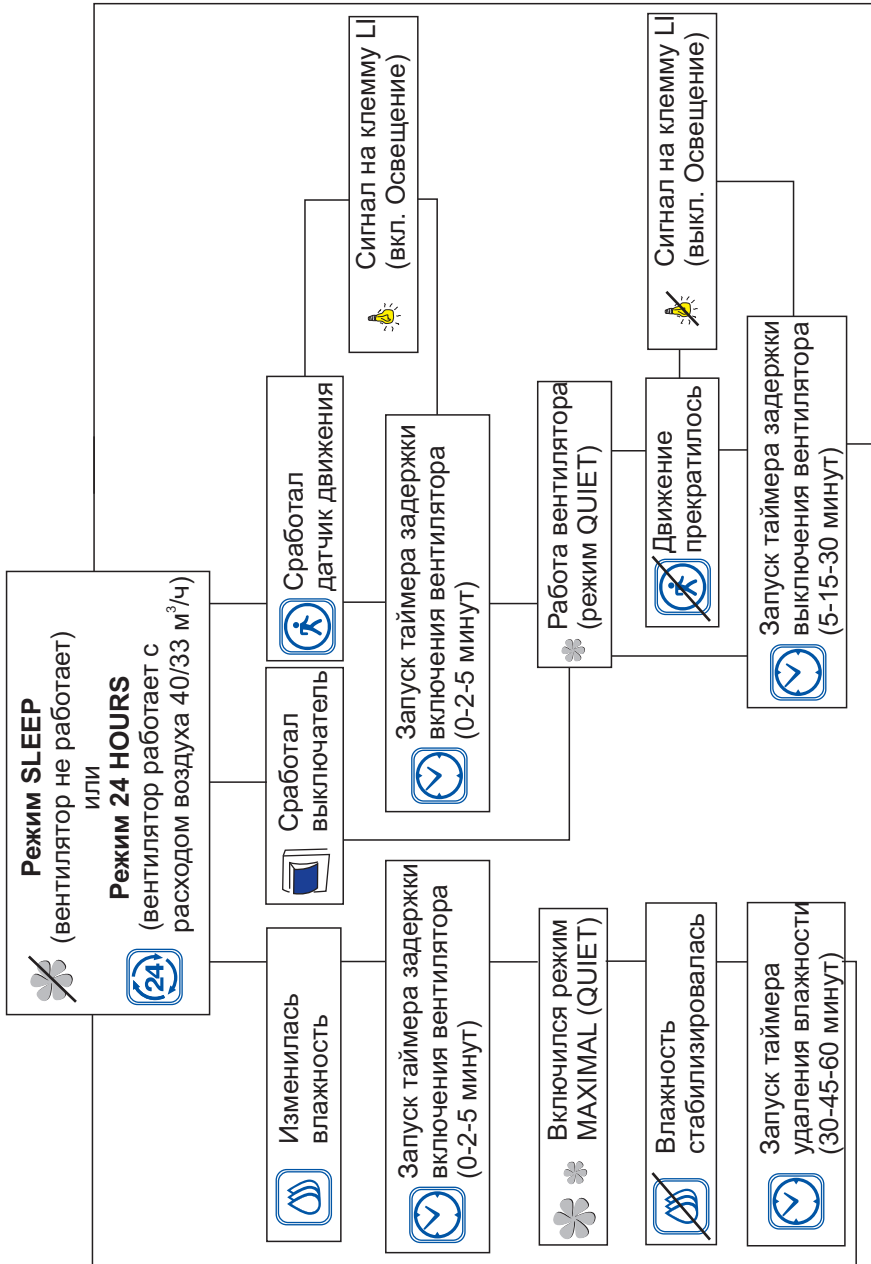 Режим SLEEP
(вентилятор не работает)
или
Режим 24 HOURS
(вентилятор работает с
расходом воздуха 40/33 м³/ч)
24
Изменилась
влажность
Сработал
выключатель
Сработал
датчик движения
Сигнал на клемму LI
(вкл. Освещение)
Запуск таймера задержки
включения вентилятора
(0-2-5 минут)
Запуск таймера задержки
включения вентилятора
(0-2-5 минут)
Включился режим
MAXIMAL (QUIET)
Работа вентилятора
(режим QUIET)
Влажность
стабилизировалась
Движение
прекратилось
Сигнал на клемму LI
(выкл. Освещение)
Запуск таймера
удаления влажности
(30-45-60 минут)
Запуск таймера задержки
выключения вентилятора
(5-15-30 минут)